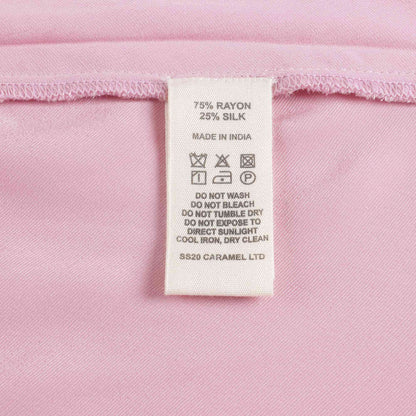 75% RAYON
25% SILK
MADE IN INDIA
DO NOT WASH
DO NOT BLEACH
DO NOT TUMBLE DRY
DO NOT EXPOSE TO
DIRECT SUNLIGHT
COOL IRON, DRY CLEAN
SS20 CARAMEL LTD